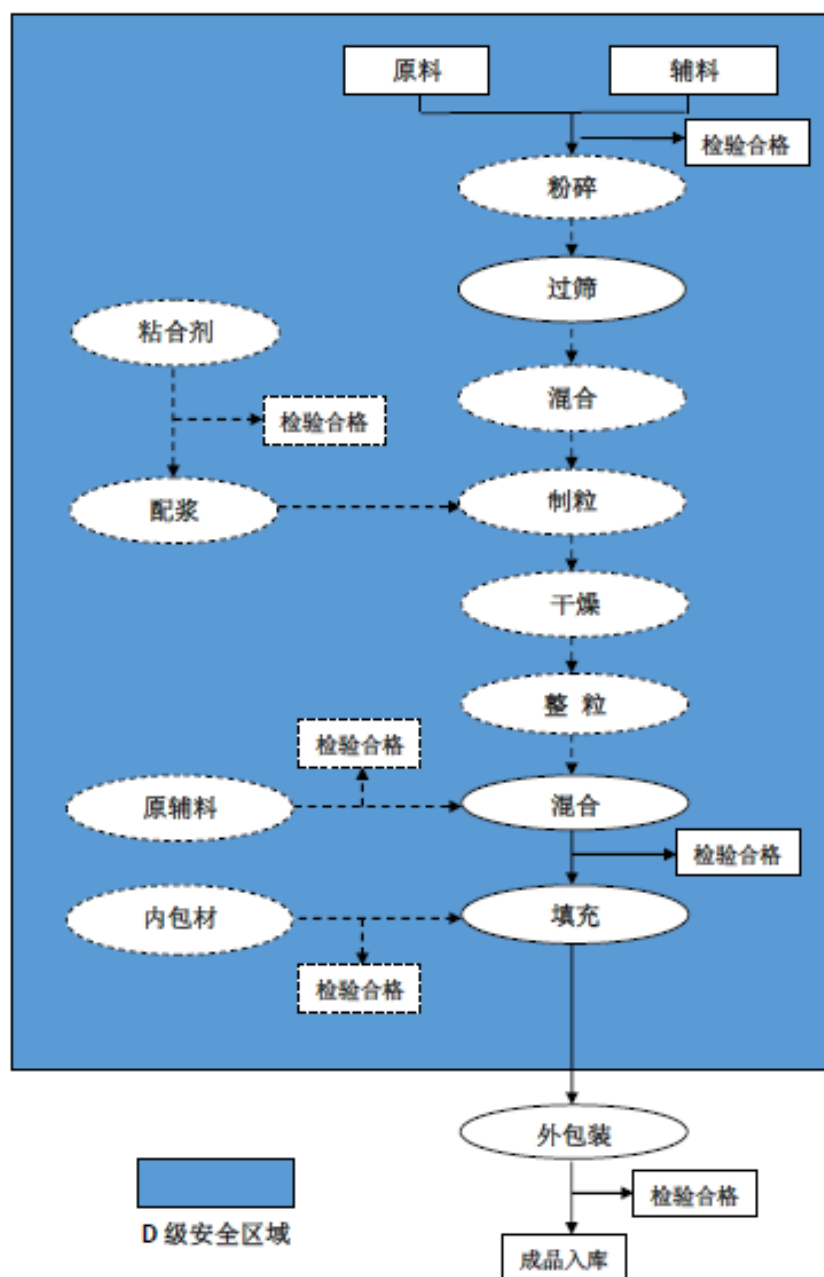 原料
辅料
检验合格
粉碎
过筛
粘合剂
混合
检验合格
配浆
制粒
干燥
整 粒
检验合格
原辅料
混合
检验合格
内包材
填充
检验合格
外包装
检验合格
D 级安全区域
成品入库